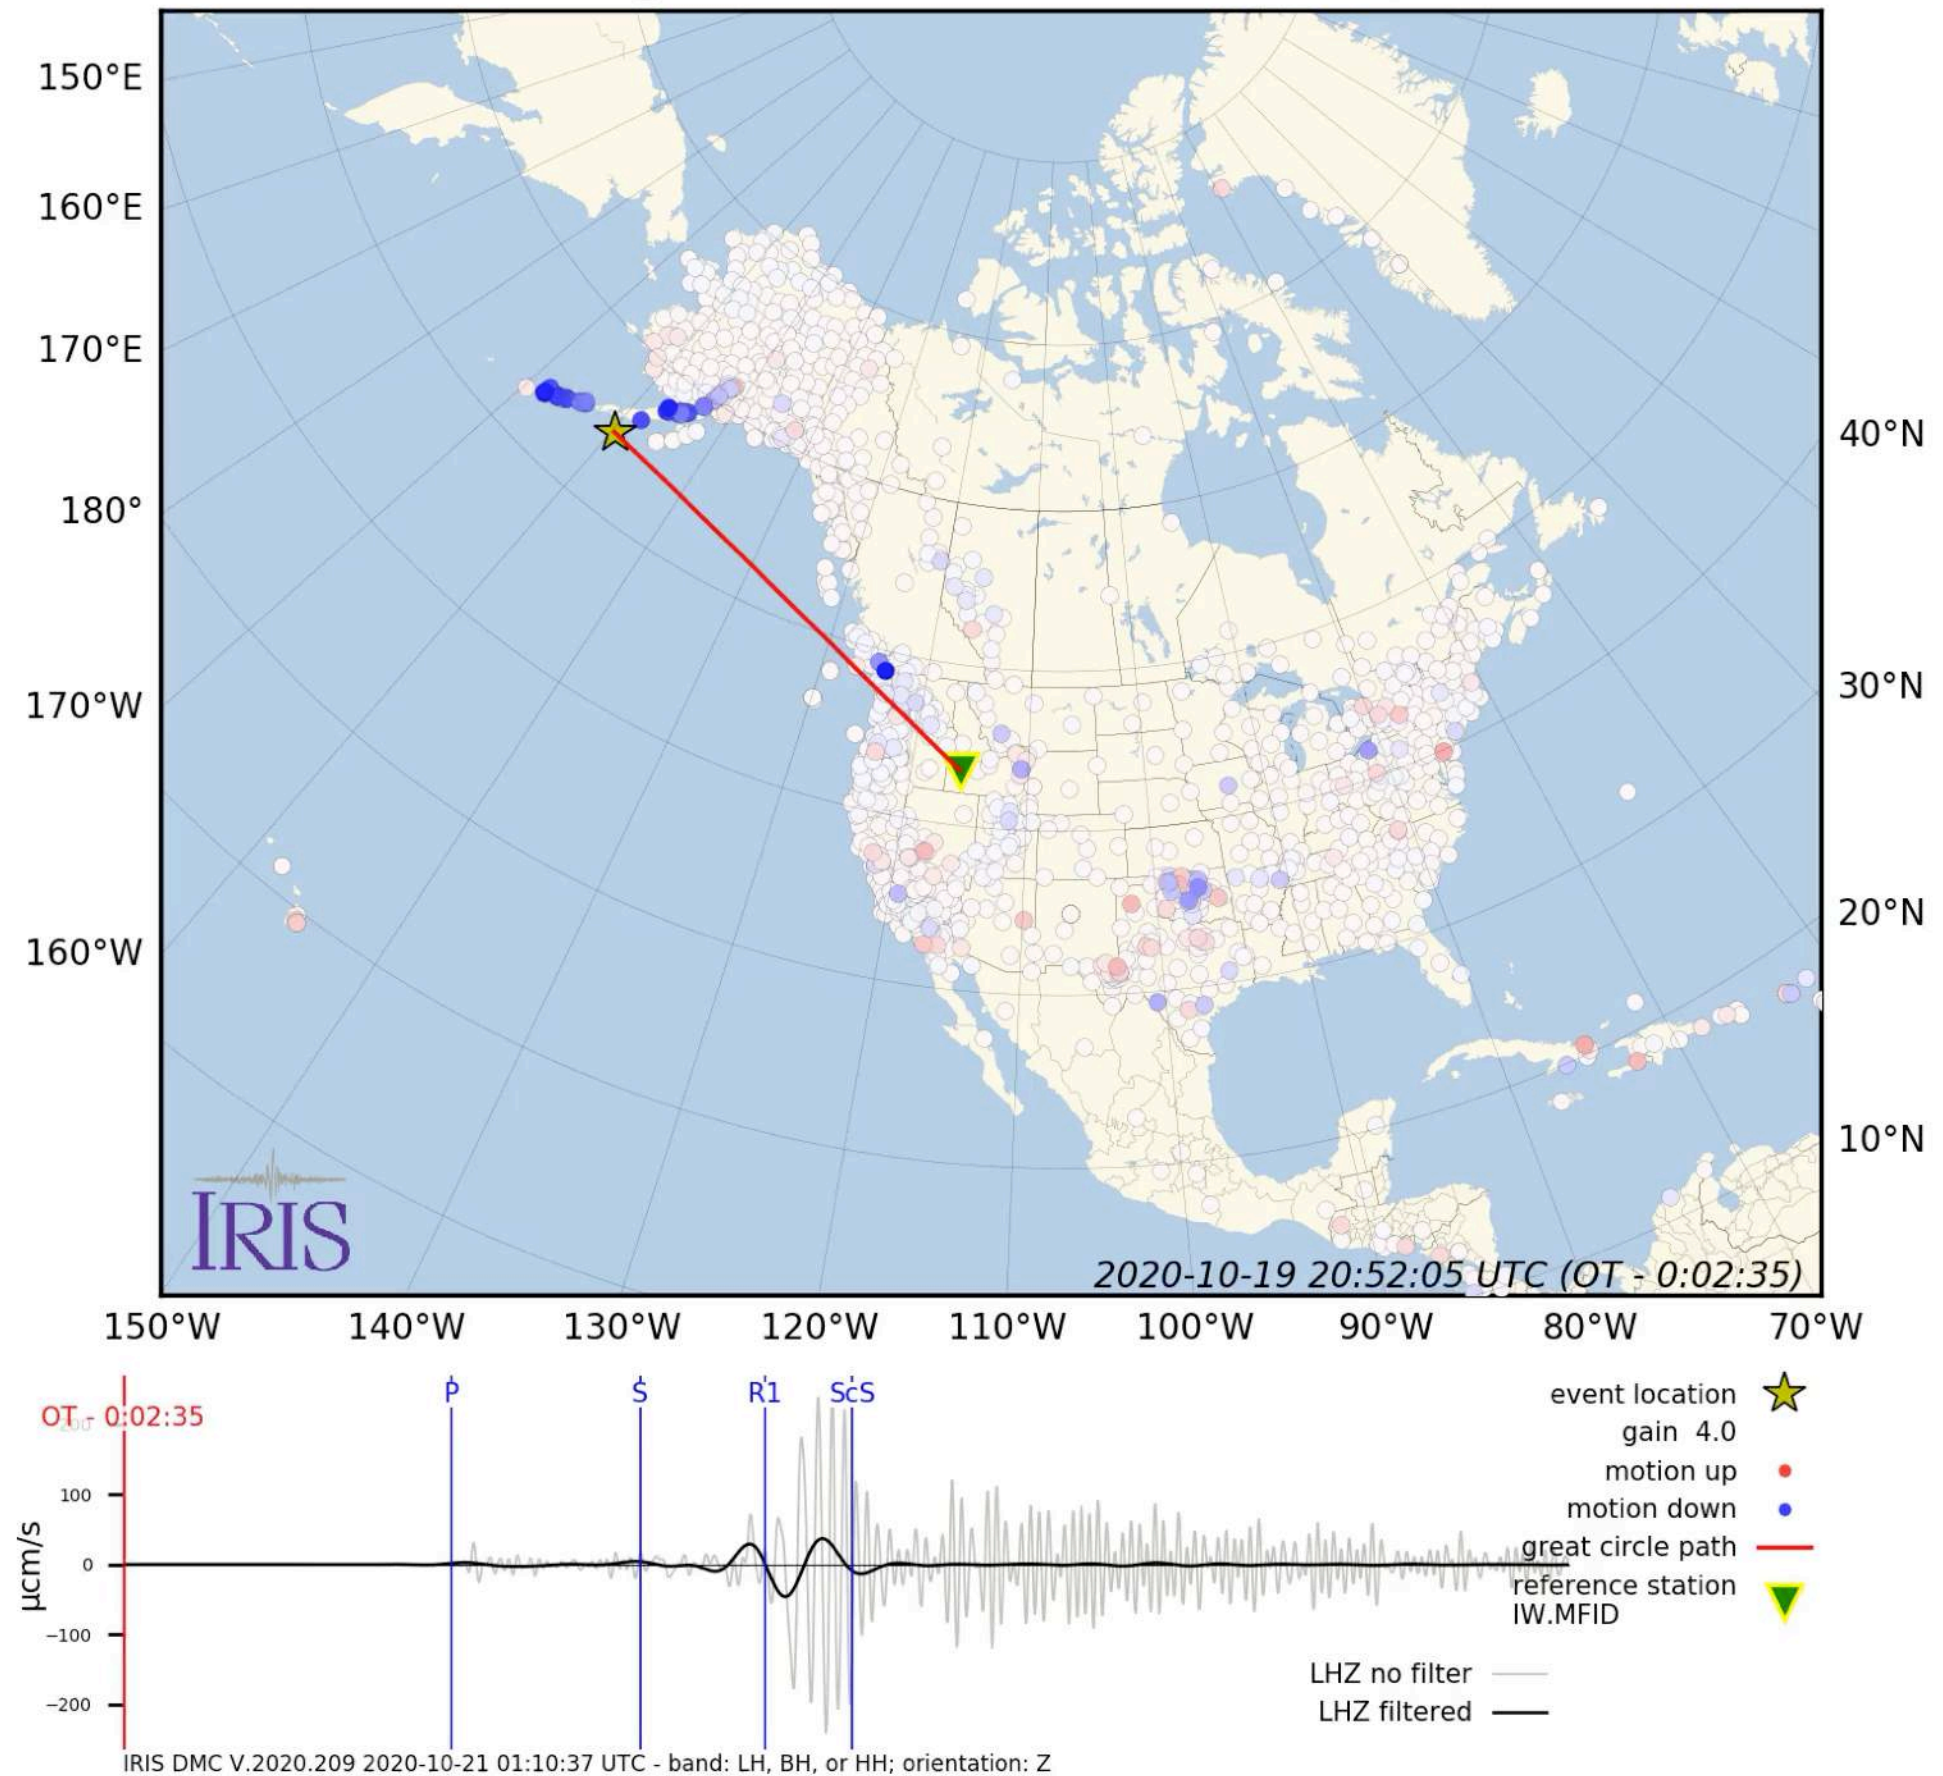 150°E
160°E
170°E
180°
170°W
160°W
40°N
30°N
20°N
10°N
IRIS
2020-10-19 20:52:05 UTC (OT - 0:02:35)
150°W 140°W 130°W 120°W 110°W 100°W 90°W 80°W 70°W
P S R1 ScS
OT - 0:02:35
200
100
0
−100
−200
µcm/s
event location
gain 4.0
motion up
motion down
great circle path
reference station
IW.MFID
LHZ no filter
LHZ filtered
IRIS DMC V.2020.209 2020-10-21 01:10:37 UTC - band: LH, BH, or HH; orientation: Z